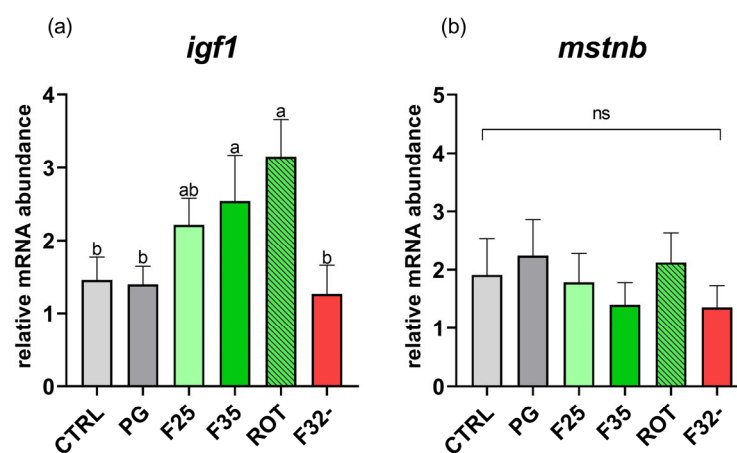 (a)
igf1
relative mRNA abundance
4
3
2
1
0
b
b
ab
a
a
b
CTRL
PG
F25
F35
ROT
F32-
(b)
mstnb
relative mRNA abundance
5
4
3
2
1
0
ns
CTRL
PG
F25
F35
ROT
F32-